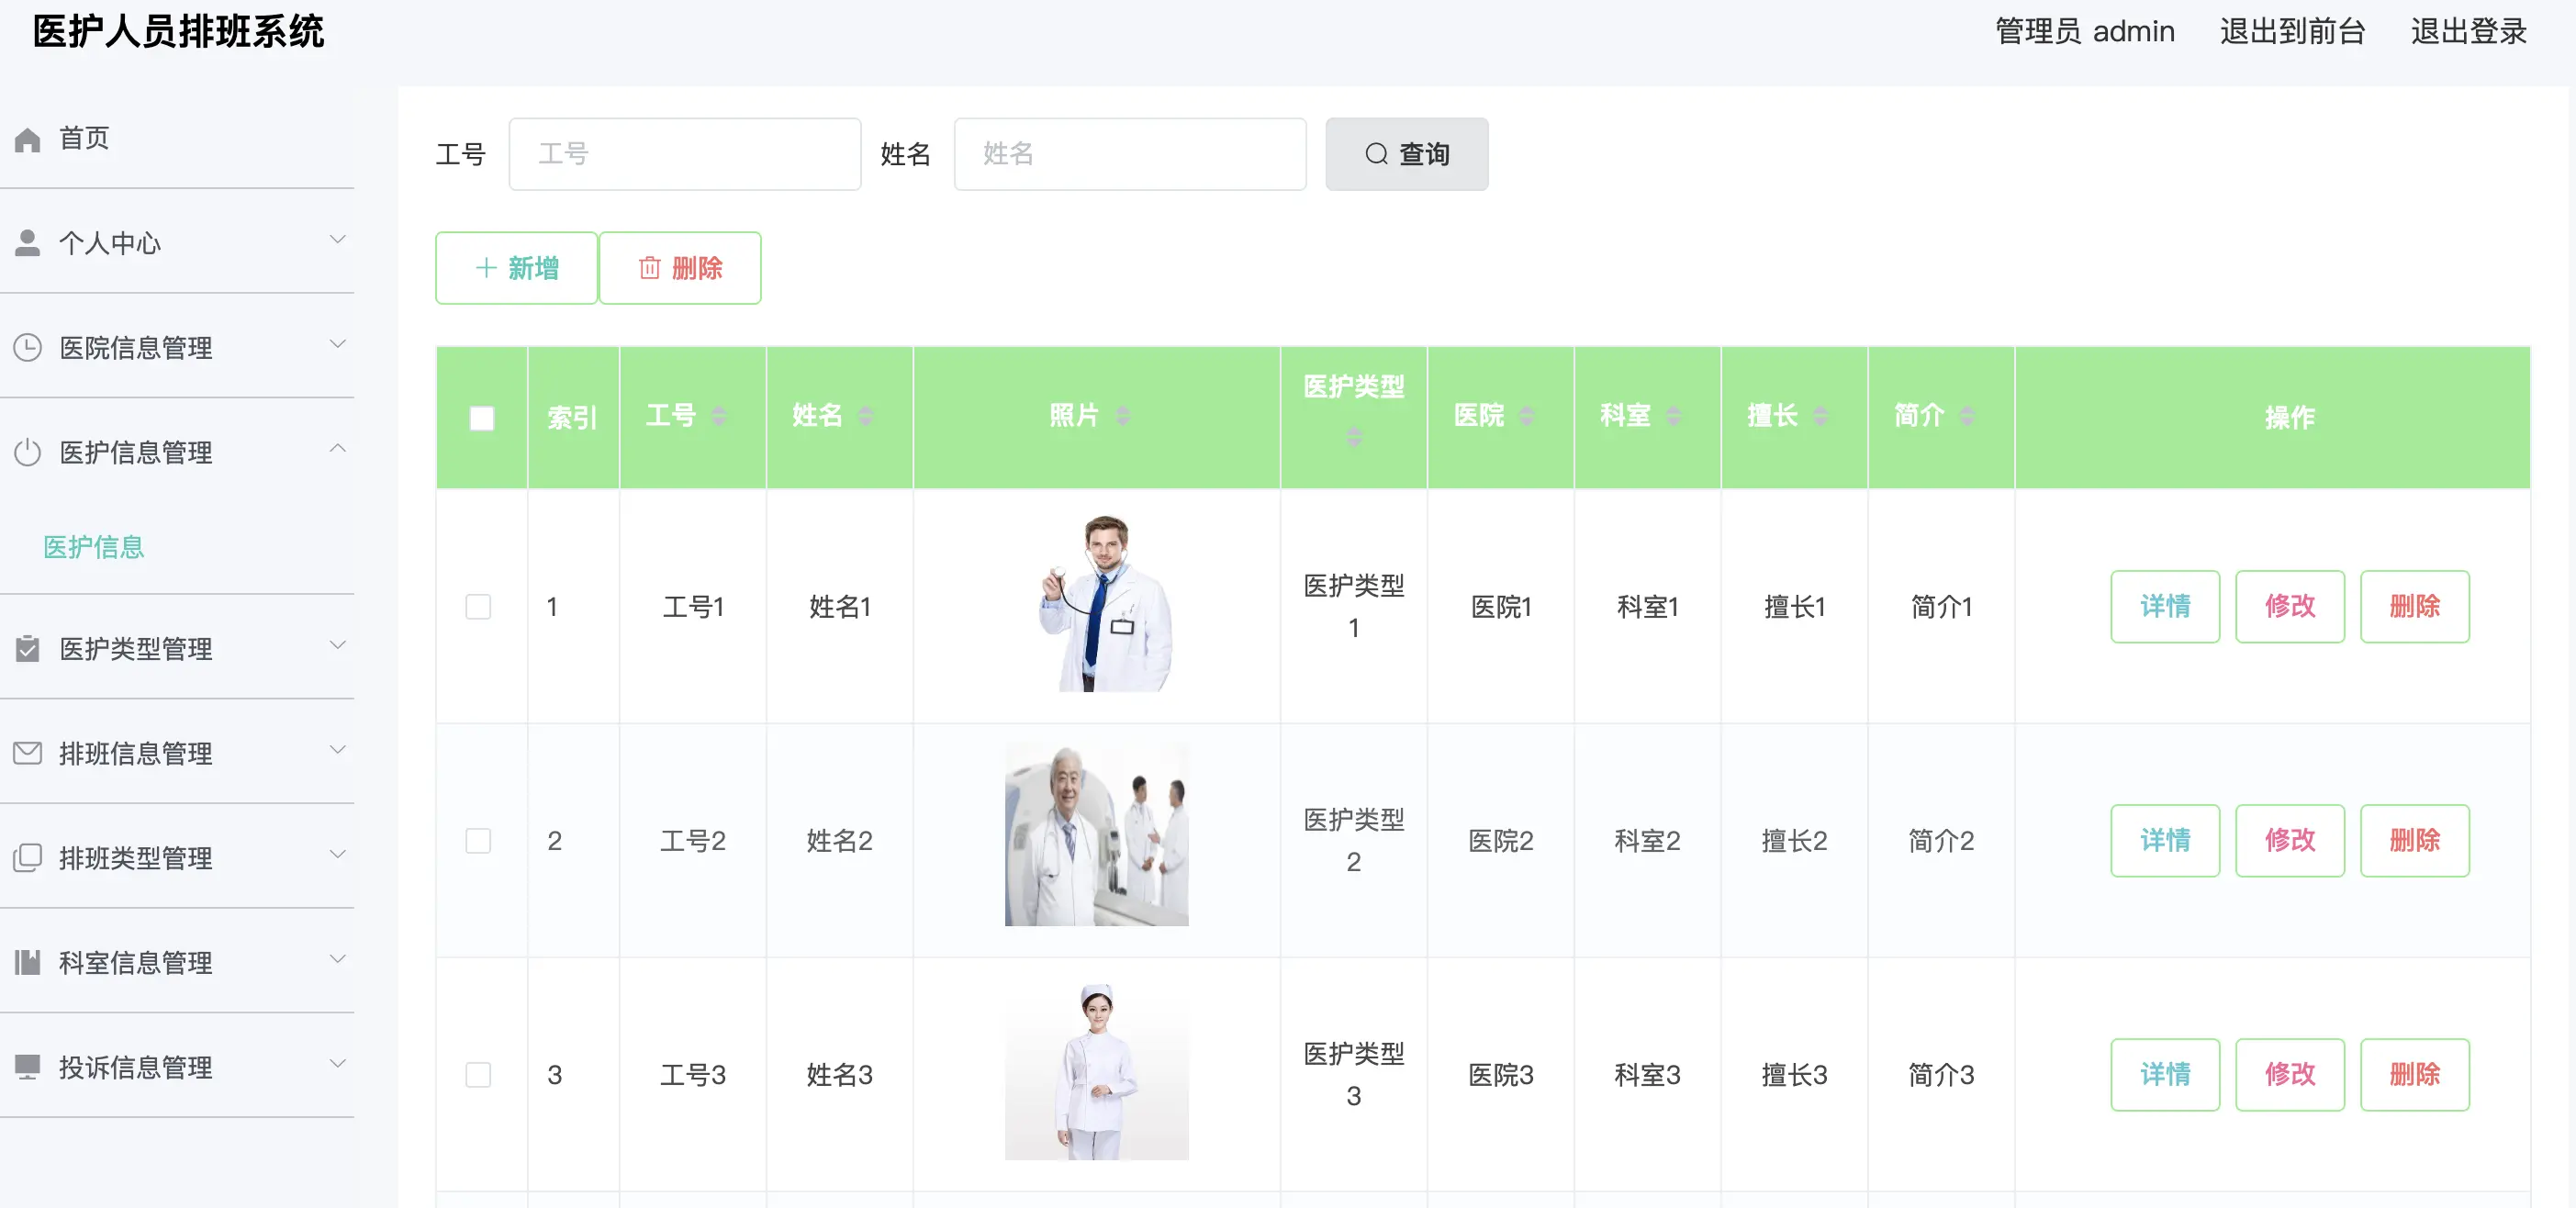 医护人员排班系统
管理员 admin 退出到前台 退出登录
首页
个人中心
医院信息管理
医护信息管理
医护信息
医护类型管理
排班信息管理
排班类型管理
科室信息管理
投诉信息管理
工号 工号 姓名 姓名 查询
新增 删除
索引 工号 姓名 照片 医护类型 医院 科室 擅长 简介 操作
1 工号1 姓名1 医护类型1 医院1 科室1 擅长1 简介1 详情 修改 删除
2 工号2 姓名2 医护类型2 医院2 科室2 擅长2 简介2 详情 修改 删除
3 工号3 姓名3 医护类型3 医院3 科室3 擅长3 简介3 详情 修改 删除